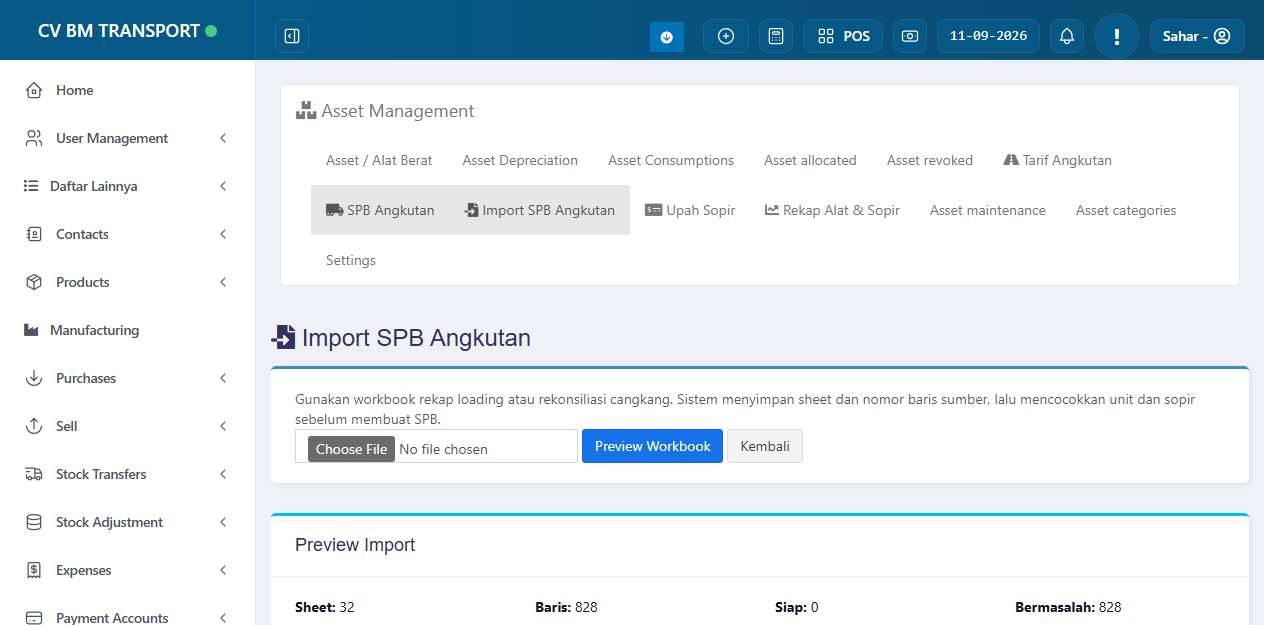 CV BM TRANSPORT
POS
11-09-2026
!
Sahar -
Home
User Management
Daftar Lainnya
Contacts
Products
Manufacturing
Purchases
Sell
Stock Transfers
Stock Adjustment
Expenses
Payment Accounts
Asset Management
Asset / Alat Berat
Asset Depreciation
Asset Consumptions
Asset allocated
Asset revoked
Tarif Angkutan
SPB Angkutan
Import SPB Angkutan
Upah Sopir
Rekap Alat & Sopir
Asset maintenance
Asset categories
Settings
Import SPB Angkutan
Gunakan workbook rekap loading atau rekonsiliasi cangkang. Sistem menyimpan sheet dan nomor baris sumber, lalu mencocokkan unit dan sopir
sebelum membuat SPB.
Choose File No file chosen
Preview Workbook
Kembali
Preview Import
Sheet: 32
Baris: 828
Siap: 0
Bermasalah: 828